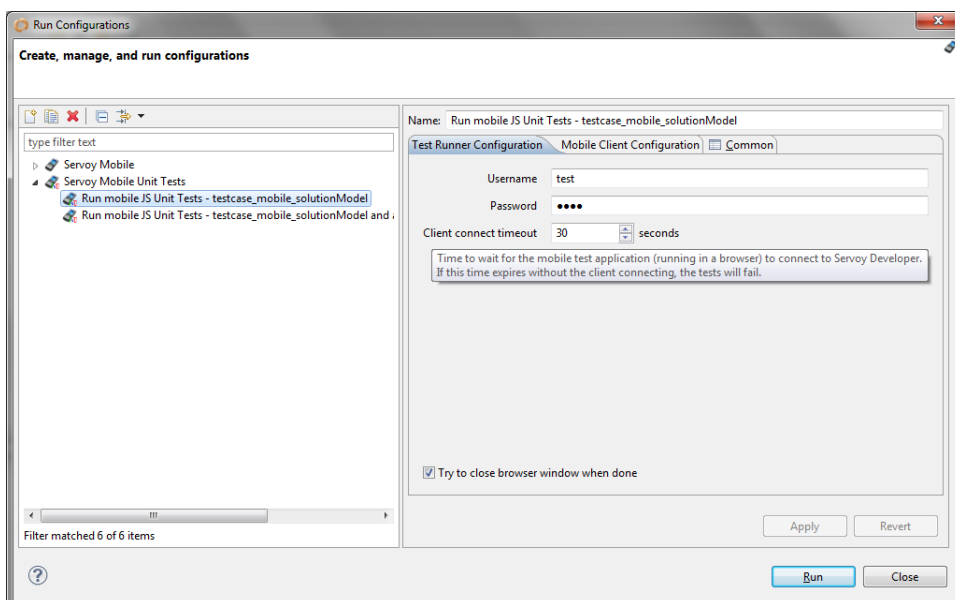 Run Configurations
Create, manage, and run configurations
type filter text
Servoy Mobile
Servoy Mobile Unit Tests
Run mobile JS Unit Tests - testcase_mobile_solutionModel
Run mobile JS Unit Tests - testcase_mobile_solutionModel and
Filter matched 6 of 6 items
Name: Run mobile JS Unit Tests - testcase_mobile_solutionModel
Test Runner Configuration Mobile Client Configuration Common
Username test
Password ••••
Client connect timeout 30 seconds
Time to wait for the mobile test application (running in a browser) to connect to Servoy Developer.
If this time expires without the client connecting, the tests will fail.
Try to close browser window when done
Apply Revert
Run Close